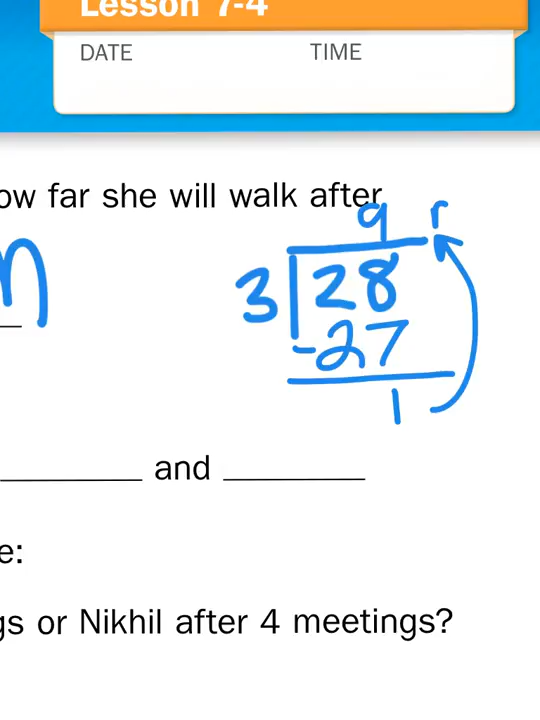 Lesson 7-4
DATE TIME
ow far she will walk after
n
9 r
3 28
-27
1
and
e:
gs or Nikhil after 4 meetings?